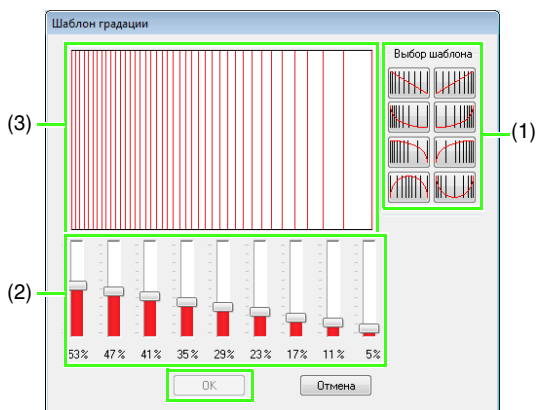 Шаблон градации
Выбор шаблона
(3)
(1)
(2)
53% 47% 41% 35% 29% 23% 17% 11% 5%
OK Отмена